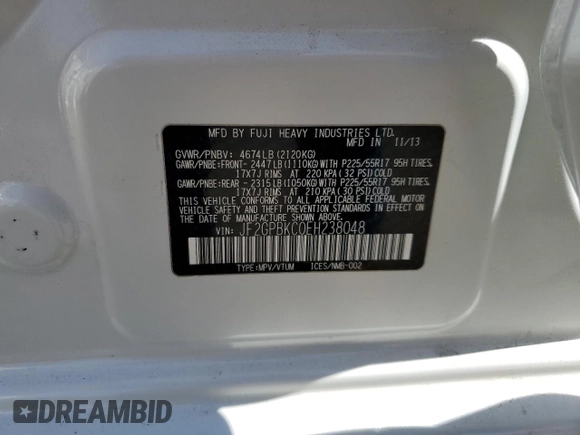 MFD BY FUJI HEAVY INDUSTRIES LTD.
MFD IN 11/13
GVWR/PNBV: 4674LB(2120KG)
GAWR/PNBE:FRONT- 2447LB(1110KG) WITH P225/55R17 95H TIRES,
17X7J RIMS AT 220 KPA(32 PSI)COLD
GAWR/PNBE:REAR - 2315LB(1050KG) WITH P225/55R17 95H TIRES,
17X7J RIMS AT 210 KPA(30 PSI)COLD
THIS VEHICLE CONFORMS TO ALL APPLICABLE FEDERAL MOTOR
VEHICLE SAFETY, BUMPER, AND THEFT PREVENTION STANDARDS
IN EFFECT ON THE DATE OF MANUFACTURE SHOWN ABOVE.
VIN: JF2GPBKC0EH238048
TYPE:MPV/VTUM ICES/NMB-002
DREAMBID